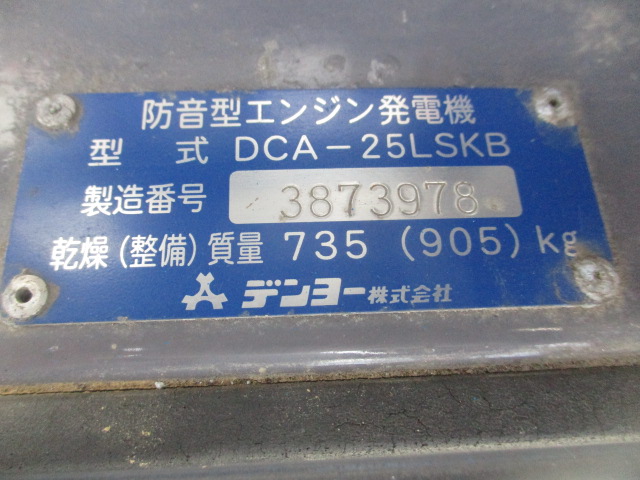 防音型エンジン発電機
型 式 DCA-25LSKB
製造番号 3873978
乾燥(整備)質量 735 (905) kg
デンヨー株式会社